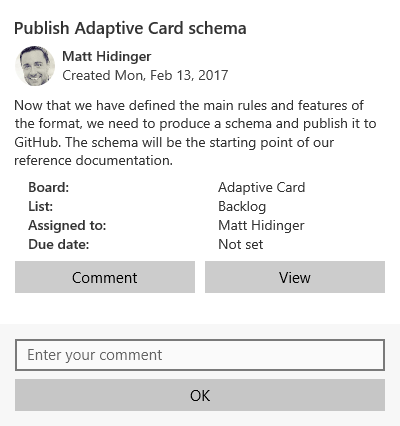 Publish Adaptive Card schema
Matt Hidinger
Created Mon, Feb 13, 2017
Now that we have defined the main rules and features of
the format, we need to produce a schema and publish it to
GitHub. The schema will be the starting point of our
reference documentation.
Board: Adaptive Card
List: Backlog
Assigned to: Matt Hidinger
Due date: Not set
Comment View
Enter your comment
OK